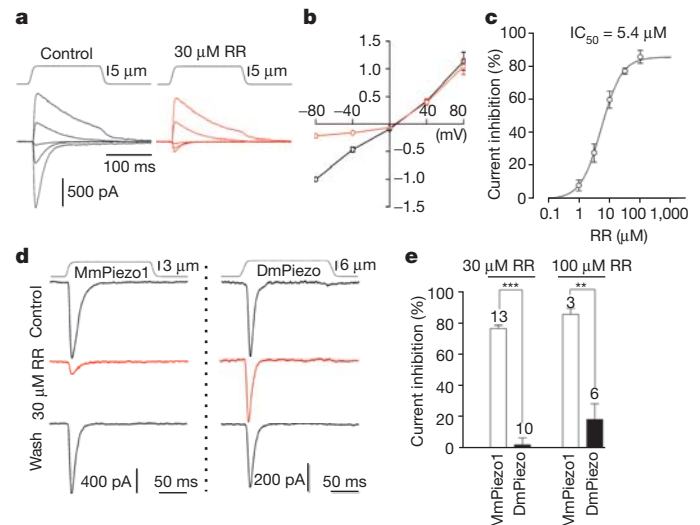 a
Control
5 μm
30 μM RR
5 μm
100 ms
500 pA
b
1.5
1.0
0.5
–80
–40
0
40
80
(mV)
–0.5
–1.0
–1.5
c
IC50 = 5.4 μM
Current inhibition (%)
100
80
60
40
20
0
0.1
1
10
100
1,000
RR (μM)
d
MmPiezo1
3 μm
DmPiezo
6 μm
Control
30 μM RR
Wash
400 pA
50 ms
200 pA
50 ms
e
30 μM RR
100 μM RR
Current inhibition (%)
100
80
60
40
20
0
***
**
13
10
3
6
MmPiezo1
DmPiezo
MmPiezo1
DmPiezo